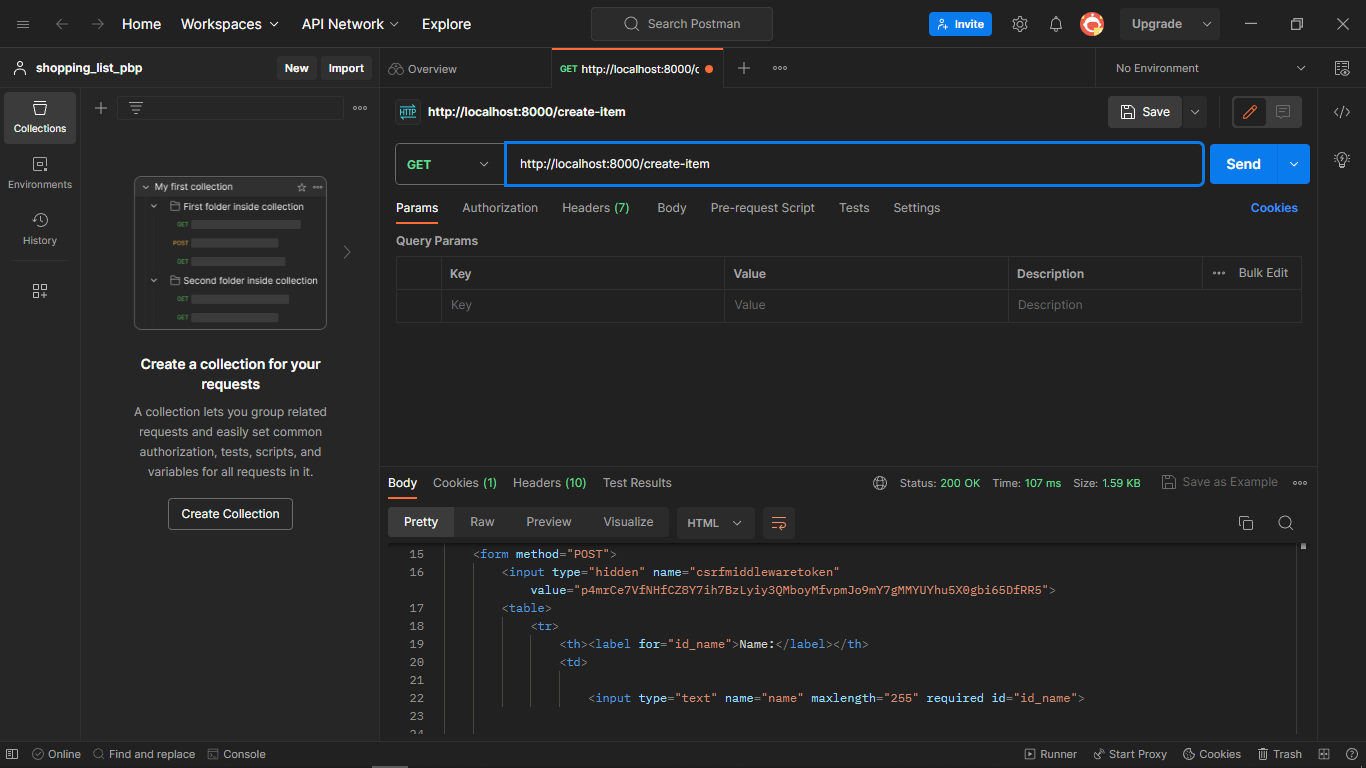 Home Workspaces API Network Explore Search Postman Invite Upgrade
shopping_list_pbp New Import Overview GET http://localhost:8000/c No Environment
Collections
Environments
History
My first collection
First folder inside collection
GET
POST
GET
Second folder inside collection
GET
GET
Create a collection for your
requests
A collection lets you group related
requests and easily set common
authorization, tests, scripts, and
variables for all requests in it.
Create Collection
HTTP http://localhost:8000/create-item Save
GET http://localhost:8000/create-item Send
Params Authorization Headers (7) Body Pre-request Script Tests Settings Cookies
Query Params
Key Value Description Bulk Edit
Key Value Description
Body Cookies (1) Headers (10) Test Results Status: 200 OK Time: 107 ms Size: 1.59 KB Save as Example
Pretty Raw Preview Visualize HTML
15 <form method="POST">
16 <input type="hidden" name="csrfmiddlewaretoken"
value="p4mrCe7VfNHfCZ8Y7ih7BzLyiy3QMboyMfvpmJo9mY7gMMYUYhu5X0gbi65DfRR5">
17 <table>
18 <tr>
19 <th><label for="id_name">Name:</label></th>
20 <td>
21
22 <input type="text" name="name" maxlength="255" required id="id_name">
23
24
Online Find and replace Console Runner Start Proxy Cookies Trash